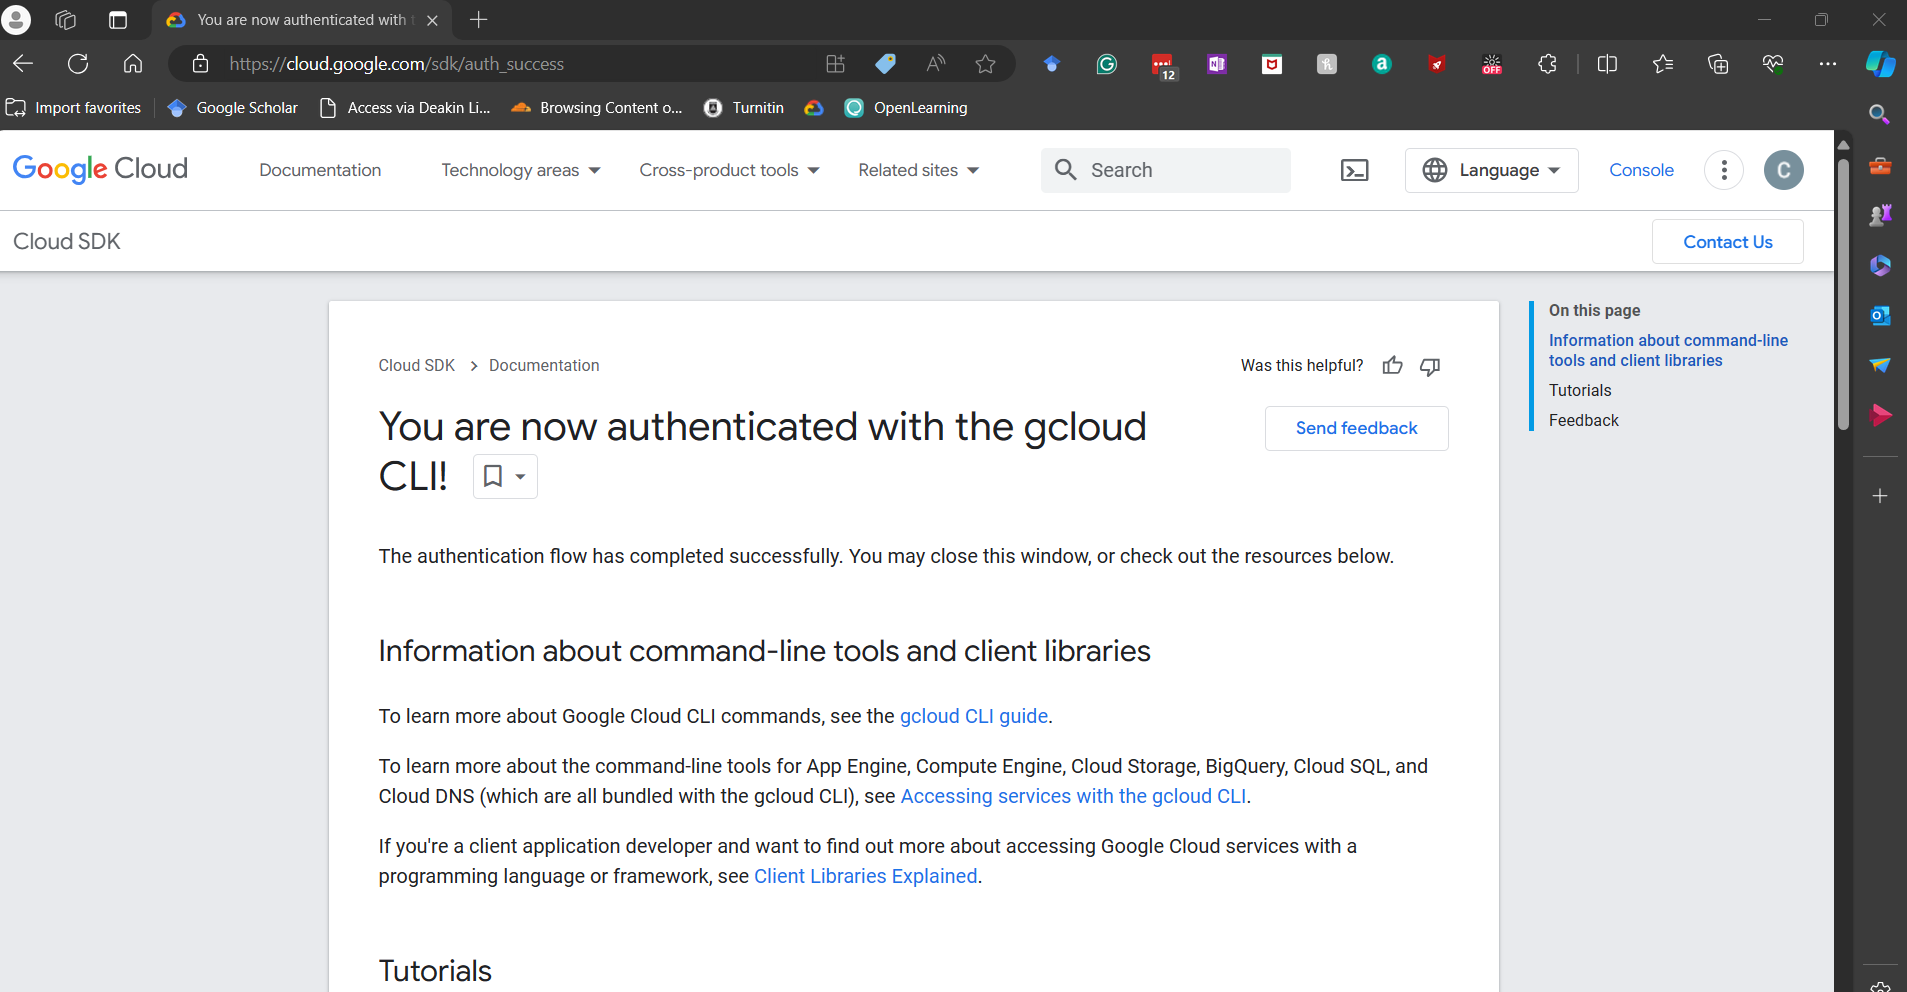 You are now authenticated with t
https://cloud.google.com/sdk/auth_success
12
OFF
Import favorites
Google Scholar
Access via Deakin Li...
Browsing Content o...
Turnitin
OpenLearning
Google Cloud
Documentation
Technology areas
Cross-product tools
Related sites
Search
Language
Console
C
Cloud SDK
Contact Us
Cloud SDK > Documentation
Was this helpful?
You are now authenticated with the gcloud
CLI!
Send feedback
The authentication flow has completed successfully. You may close this window, or check out the resources below.
Information about command-line tools and client libraries
To learn more about Google Cloud CLI commands, see the gcloud CLI guide.
To learn more about the command-line tools for App Engine, Compute Engine, Cloud Storage, BigQuery, Cloud SQL, and
Cloud DNS (which are all bundled with the gcloud CLI), see Accessing services with the gcloud CLI.
If you're a client application developer and want to find out more about accessing Google Cloud services with a
programming language or framework, see Client Libraries Explained.
Tutorials
On this page
Information about command-line
tools and client libraries
Tutorials
Feedback